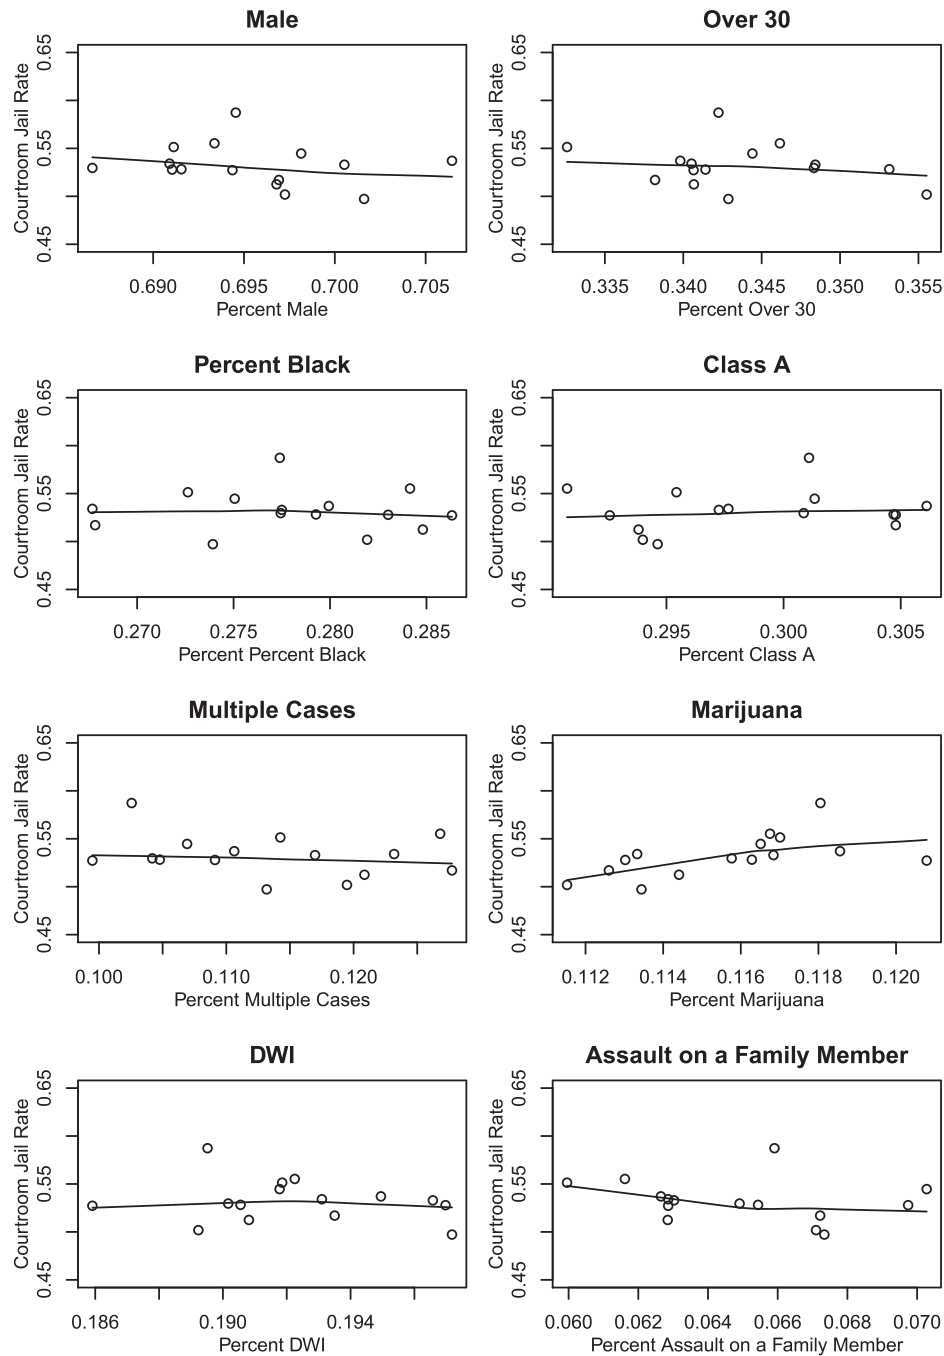 Male
Courtroom Jail Rate
0.65
0.55
0.45
0.690 0.695 0.700 0.705
Percent Male
Over 30
Courtroom Jail Rate
0.65
0.55
0.45
0.335 0.340 0.345 0.350 0.355
Percent Over 30
Percent Black
Courtroom Jail Rate
0.65
0.55
0.45
0.270 0.275 0.280 0.285
Percent Percent Black
Class A
Courtroom Jail Rate
0.65
0.55
0.45
0.295 0.300 0.305
Percent Class A
Multiple Cases
Courtroom Jail Rate
0.65
0.55
0.45
0.100 0.110 0.120
Percent Multiple Cases
Marijuana
Courtroom Jail Rate
0.65
0.55
0.45
0.112 0.114 0.116 0.118 0.120
Percent Marijuana
DWI
Courtroom Jail Rate
0.65
0.55
0.45
0.186 0.190 0.194
Percent DWI
Assault on a Family Member
Courtroom Jail Rate
0.65
0.55
0.45
0.060 0.062 0.064 0.066 0.068 0.070
Percent Assault on a Family Member